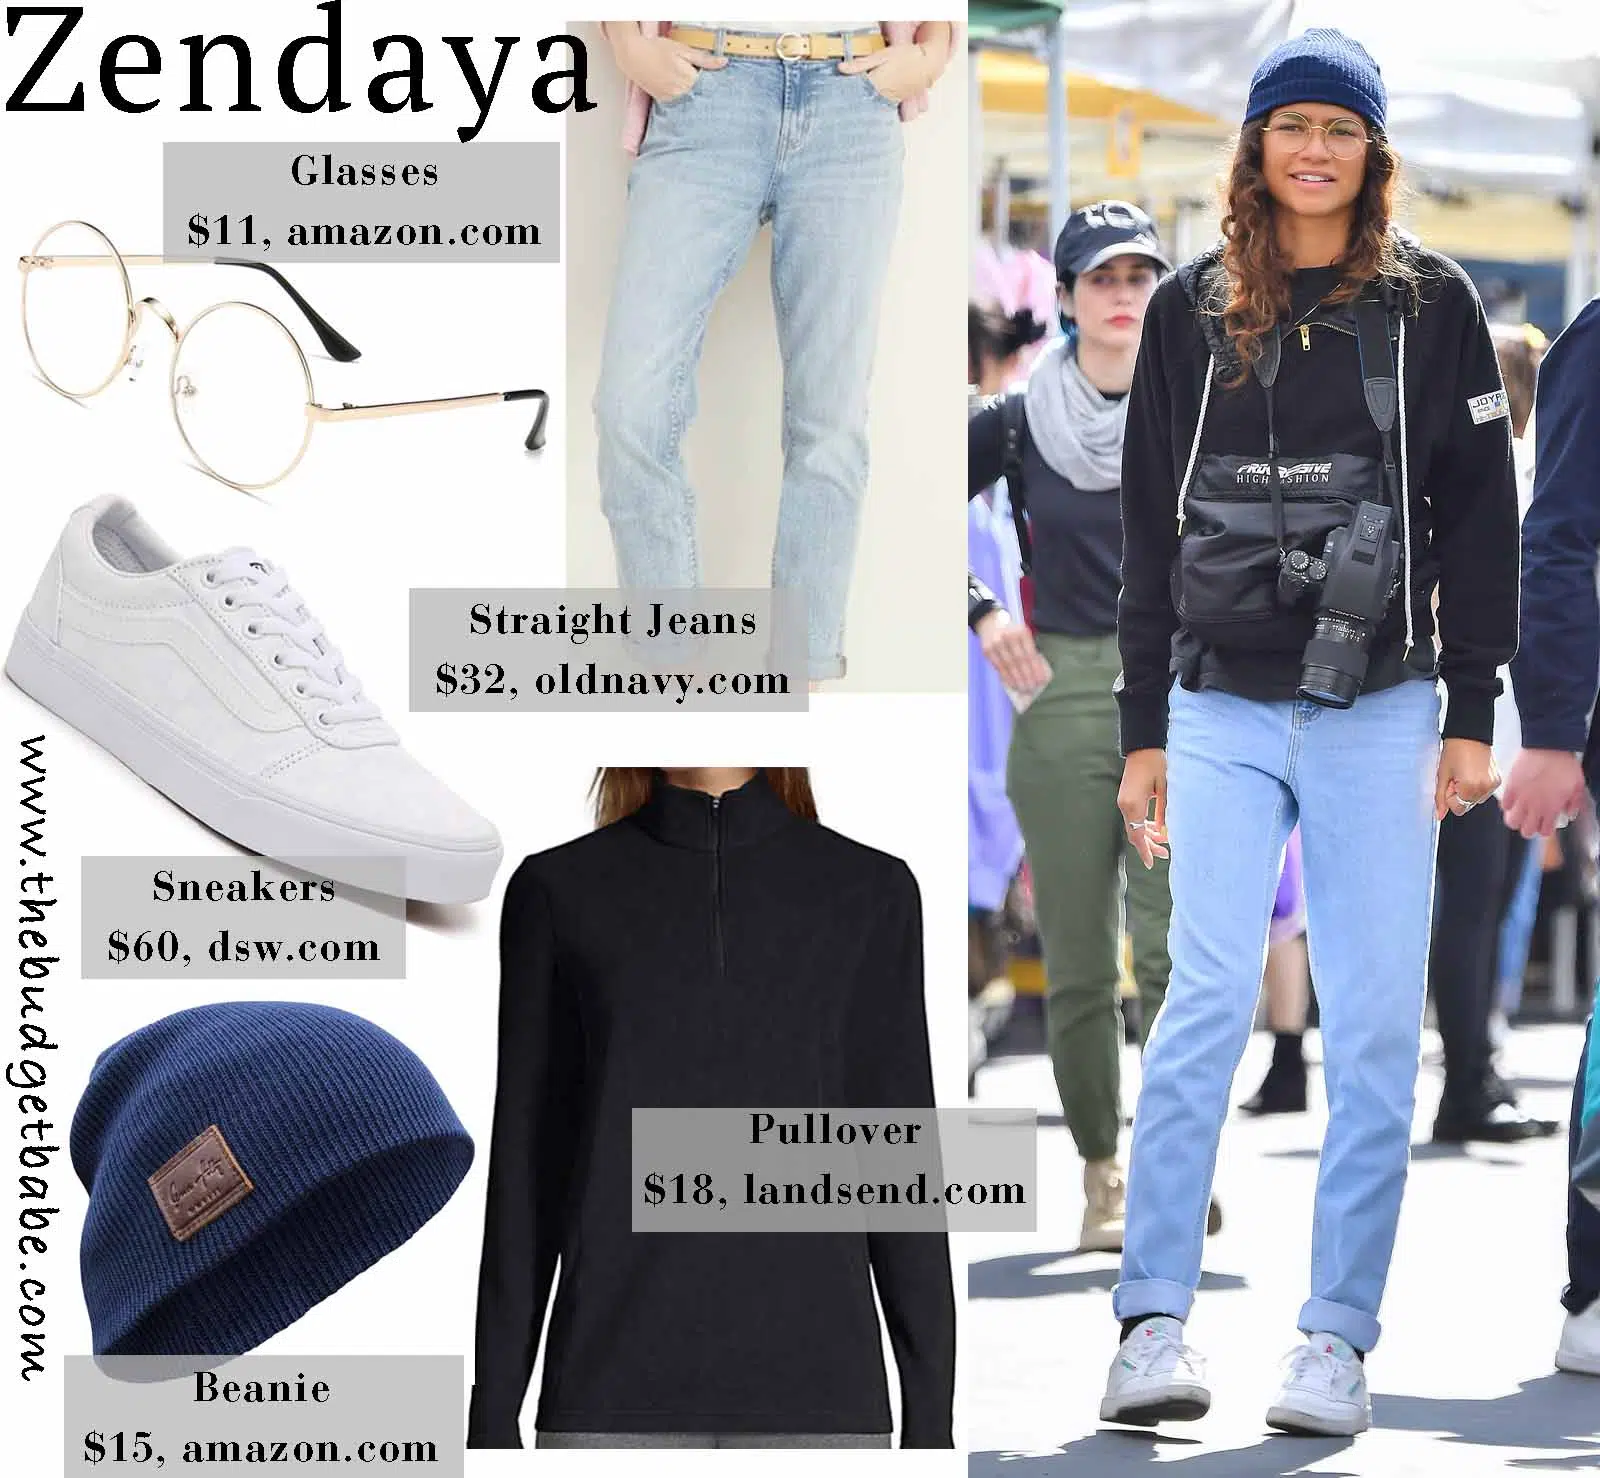 Zendaya
Glasses
$11, amazon.com
Straight Jeans
$32, oldnavy.com
Sneakers
$60, dsw.com
Pullover
$18, landsend.com
Beanie
$15, amazon.com
www.thebudgetbabe.com
HIGH FASHION